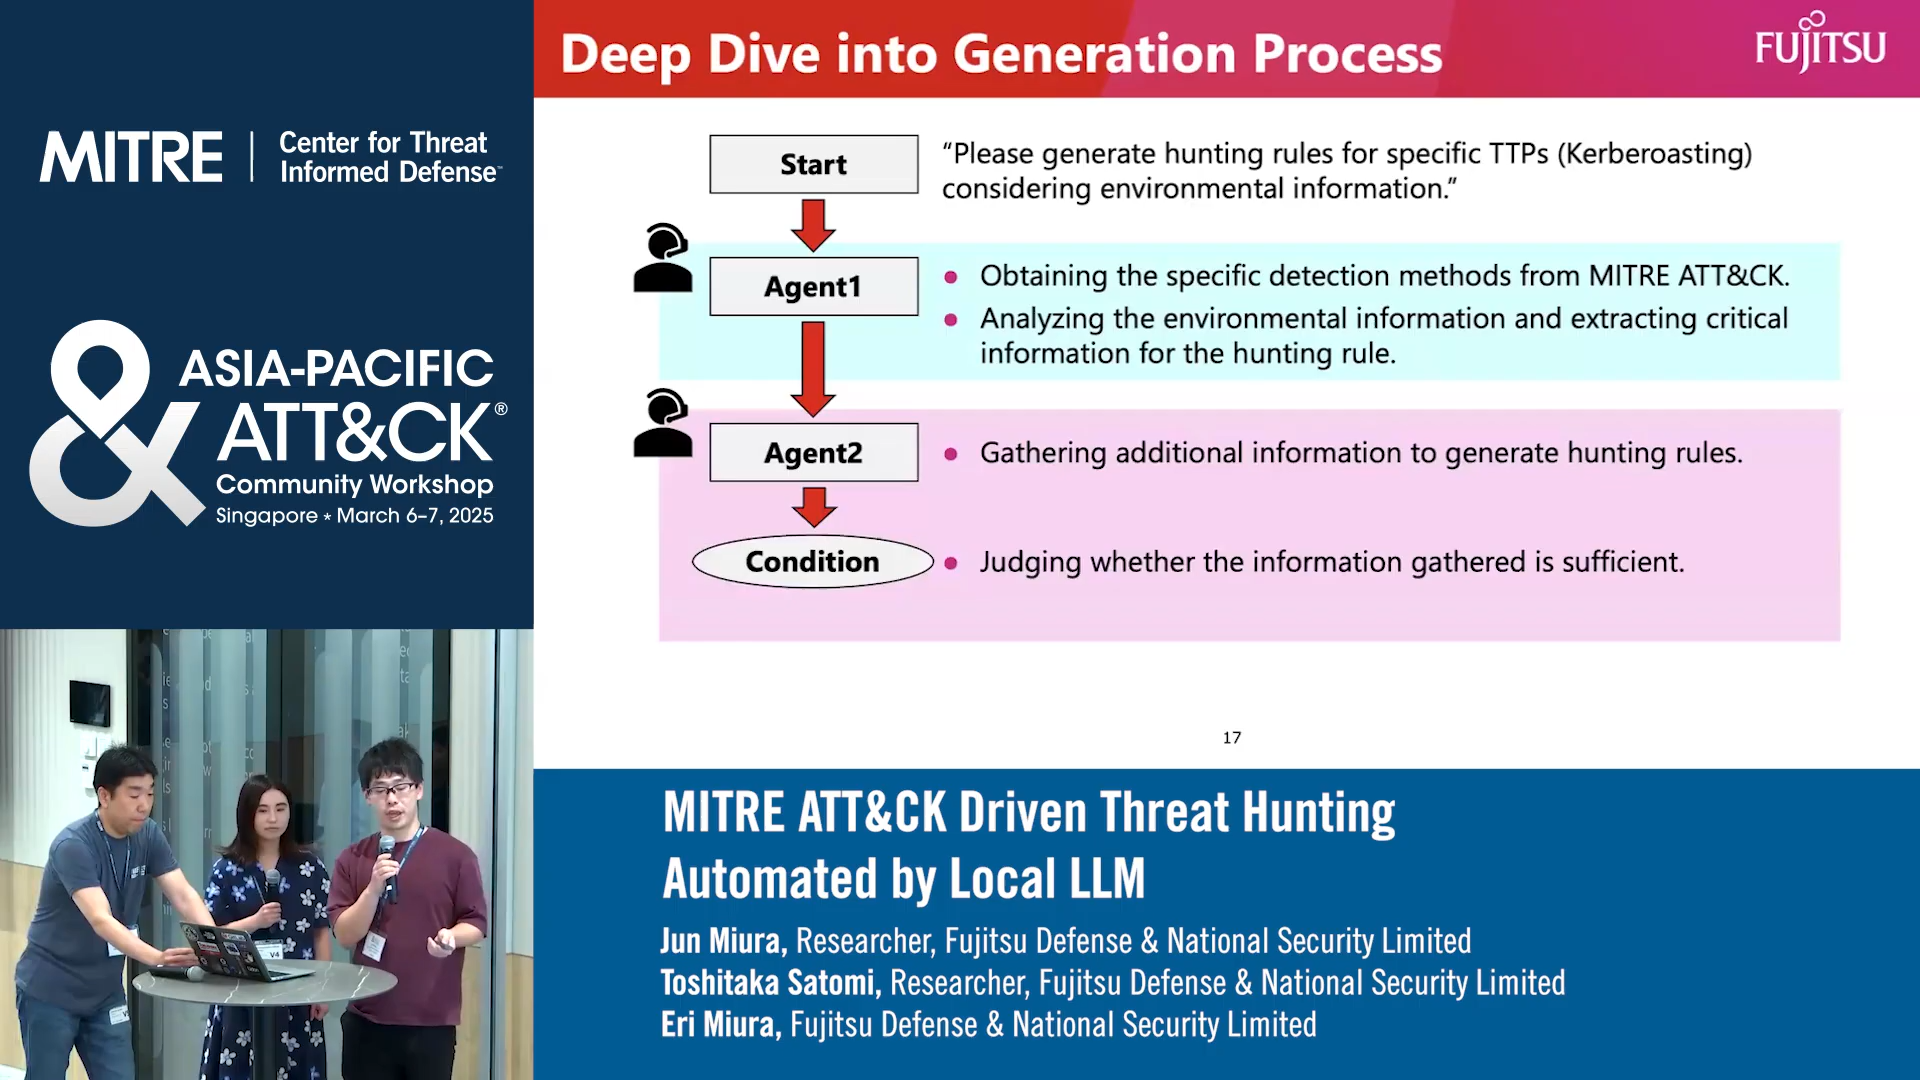 MITRE | Center for Threat
Informed Defense™
ASIA-PACIFIC
ATT&CK®
Community Workshop
Singapore * March 6–7, 2025
Deep Dive into Generation Process
FUJITSU
Start
“Please generate hunting rules for specific TTPs (Kerberoasting)
considering environmental information.”
Agent1
• Obtaining the specific detection methods from MITRE ATT&CK.
• Analyzing the environmental information and extracting critical
information for the hunting rule.
Agent2
• Gathering additional information to generate hunting rules.
Condition
• Judging whether the information gathered is sufficient.
17
MITRE ATT&CK Driven Threat Hunting
Automated by Local LLM
Jun Miura, Researcher, Fujitsu Defense & National Security Limited
Toshitaka Satomi, Researcher, Fujitsu Defense & National Security Limited
Eri Miura, Fujitsu Defense & National Security Limited